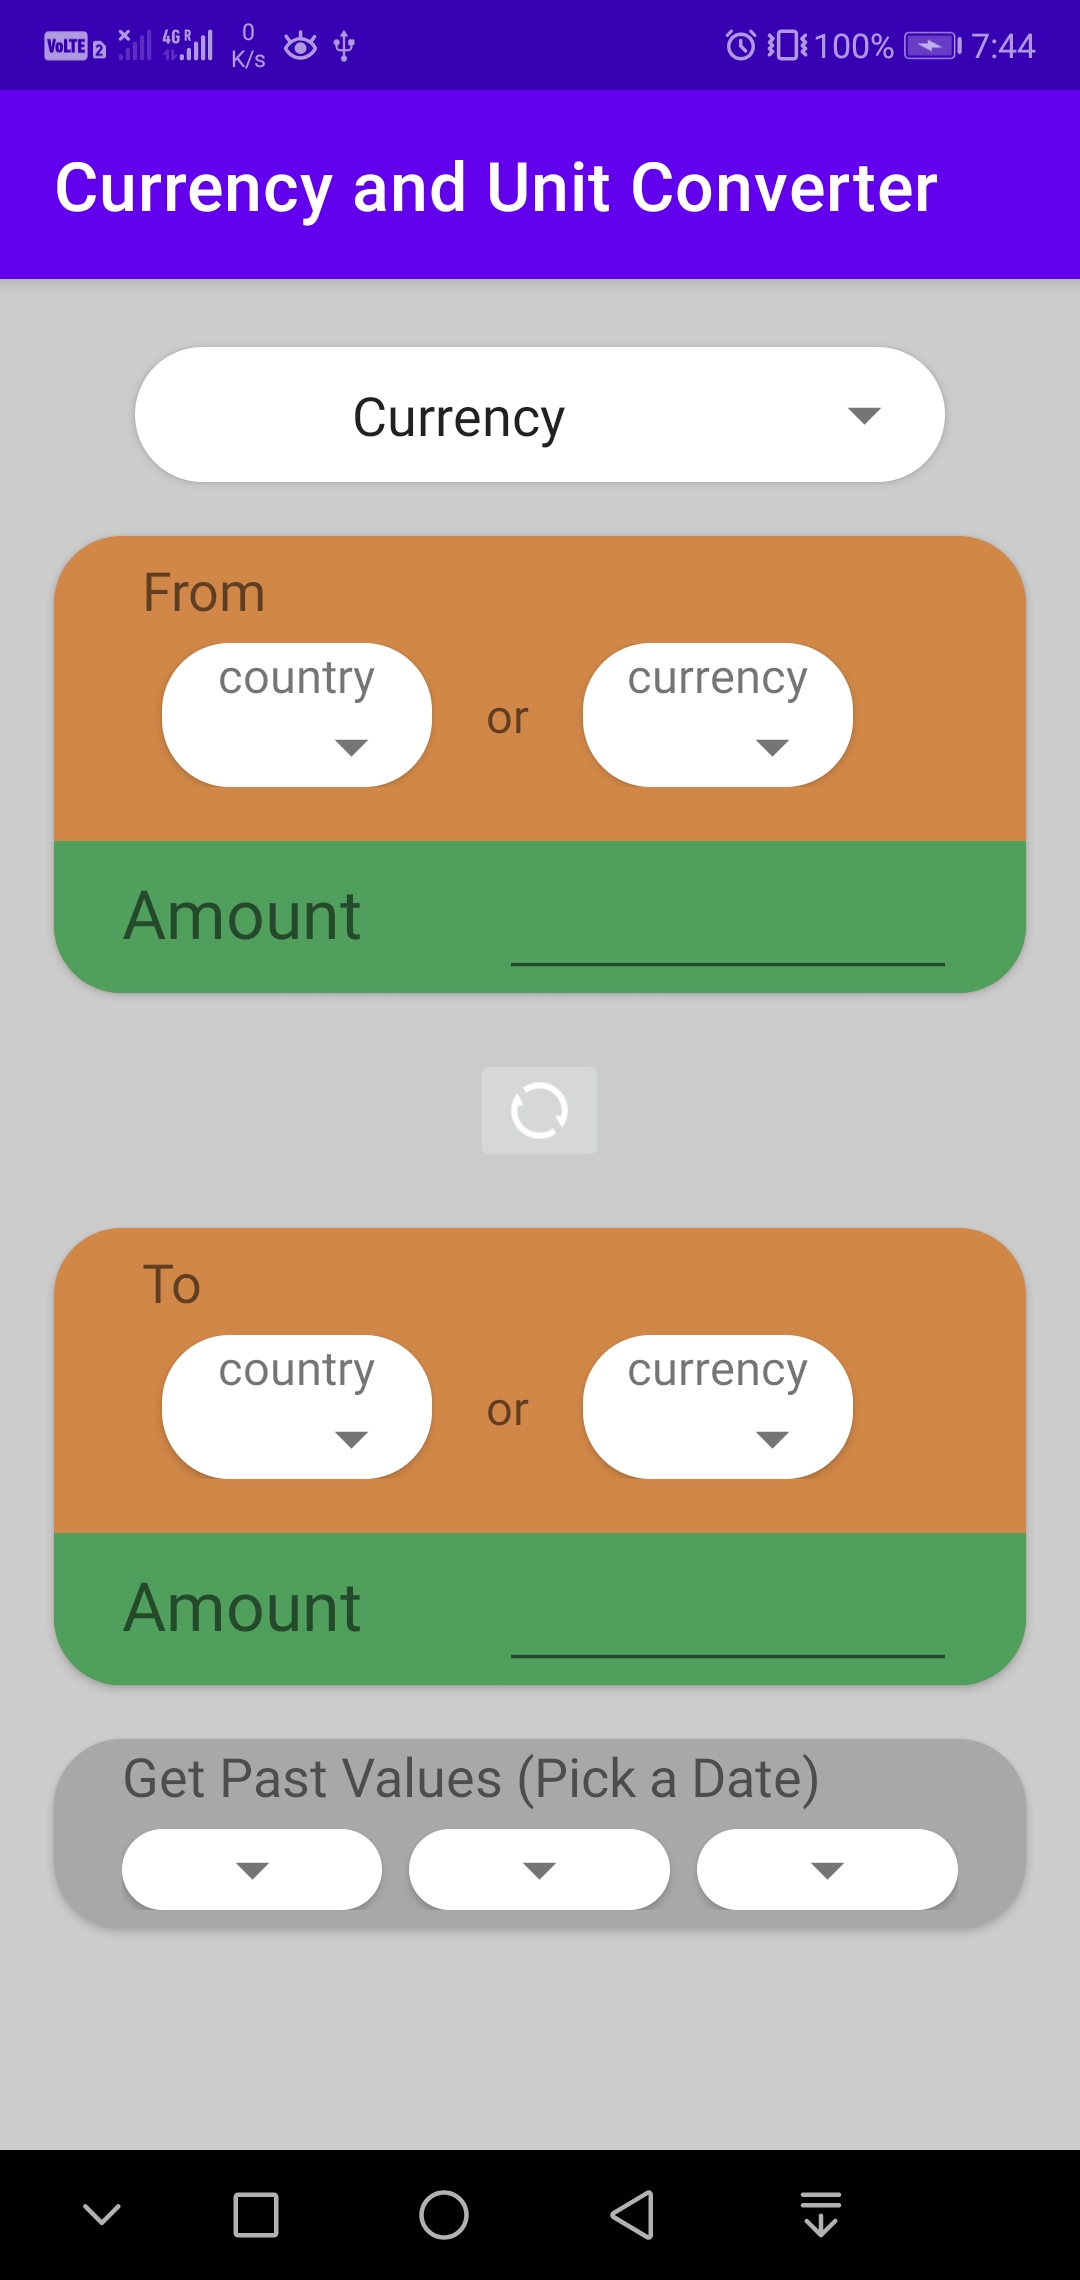 VoLTE 2 4G R 0 K/s 100% 7:44
Currency and Unit Converter
Currency
From
country or currency
Amount
To
country or currency
Amount
Get Past Values (Pick a Date)